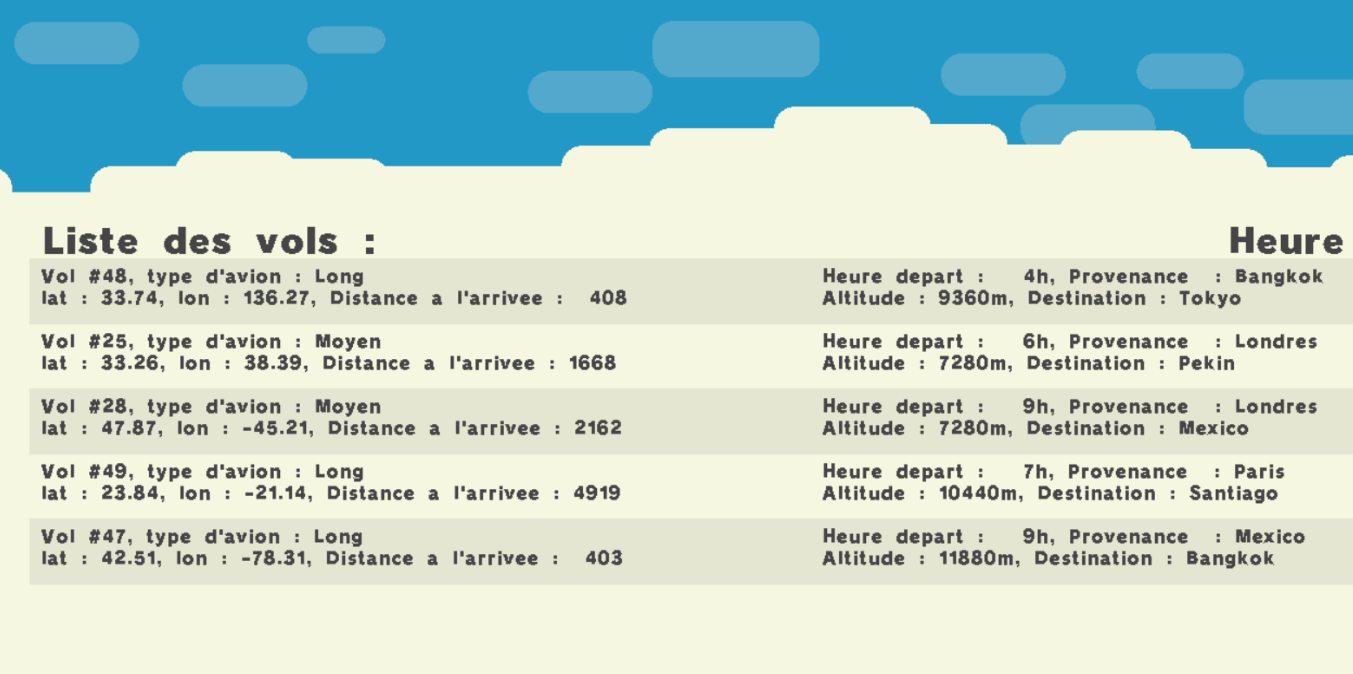 Liste des vols :
Heure
Vol #48, type d'avion : Long
Heure depart : 4h, Provenance : Bangkok
lat : 33.74, lon : 136.27, Distance a l'arrivee : 408
Altitude : 9360m, Destination : Tokyo
Vol #25, type d'avion : Moyen
Heure depart : 6h, Provenance : Londres
lat : 33.26, lon : 38.39, Distance a l'arrivee : 1668
Altitude : 7280m, Destination : Pekin
Vol #28, type d'avion : Moyen
Heure depart : 9h, Provenance : Londres
lat : 47.87, lon : -45.21, Distance a l'arrivee : 2162
Altitude : 7280m, Destination : Mexico
Vol #49, type d'avion : Long
Heure depart : 7h, Provenance : Paris
lat : 23.84, lon : -21.14, Distance a l'arrivee : 4919
Altitude : 10440m, Destination : Santiago
Vol #47, type d'avion : Long
Heure depart : 9h, Provenance : Mexico
lat : 42.51, lon : -78.31, Distance a l'arrivee : 403
Altitude : 11880m, Destination : Bangkok